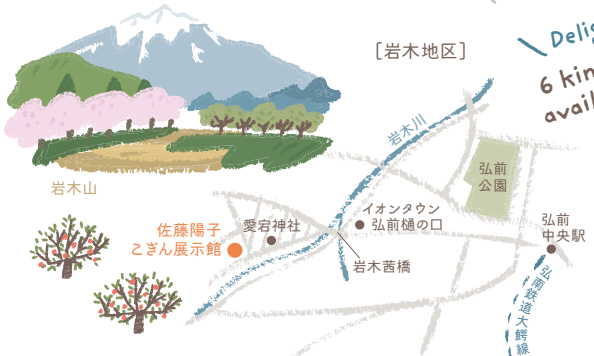 [岩木地区]
Delig
6 kin
avail
岩木川
弘前
公園
岩木山
佐藤陽子
こぎん展示館
愛宕神社
イオンタウン
弘前樋の口
弘前
中央駅
岩木茜橋
弘南鉄道大鰐線